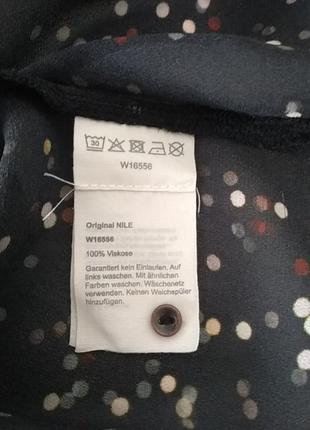 30
W16556
Original NILE
W16556
100% Viskose
Garantiert kein Einlaufen. Auf
links waschen. Mit ähnlichen
Farben waschen. Wäschenetz
verwenden. Keinen Weichspüler
hinzufügen.